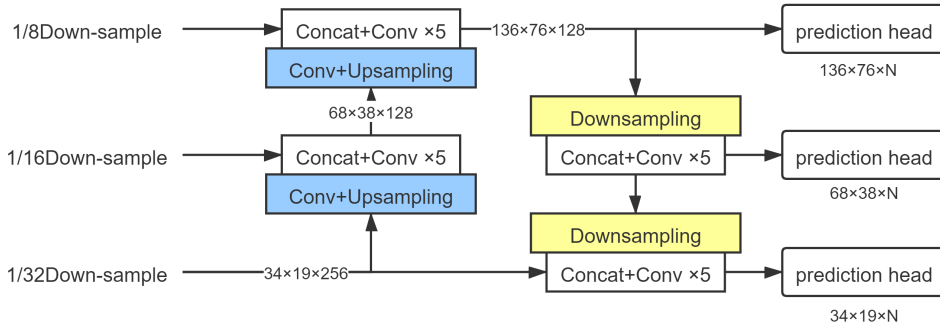 1/8Down-sample
Concat+Conv ×5
136×76×128
prediction head
136×76×N
Conv+Upsampling
68×38×128
Downsampling
1/16Down-sample
Concat+Conv ×5
Concat+Conv ×5
prediction head
68×38×N
Conv+Upsampling
Downsampling
1/32Down-sample
34×19×256
Concat+Conv ×5
prediction head
34×19×N